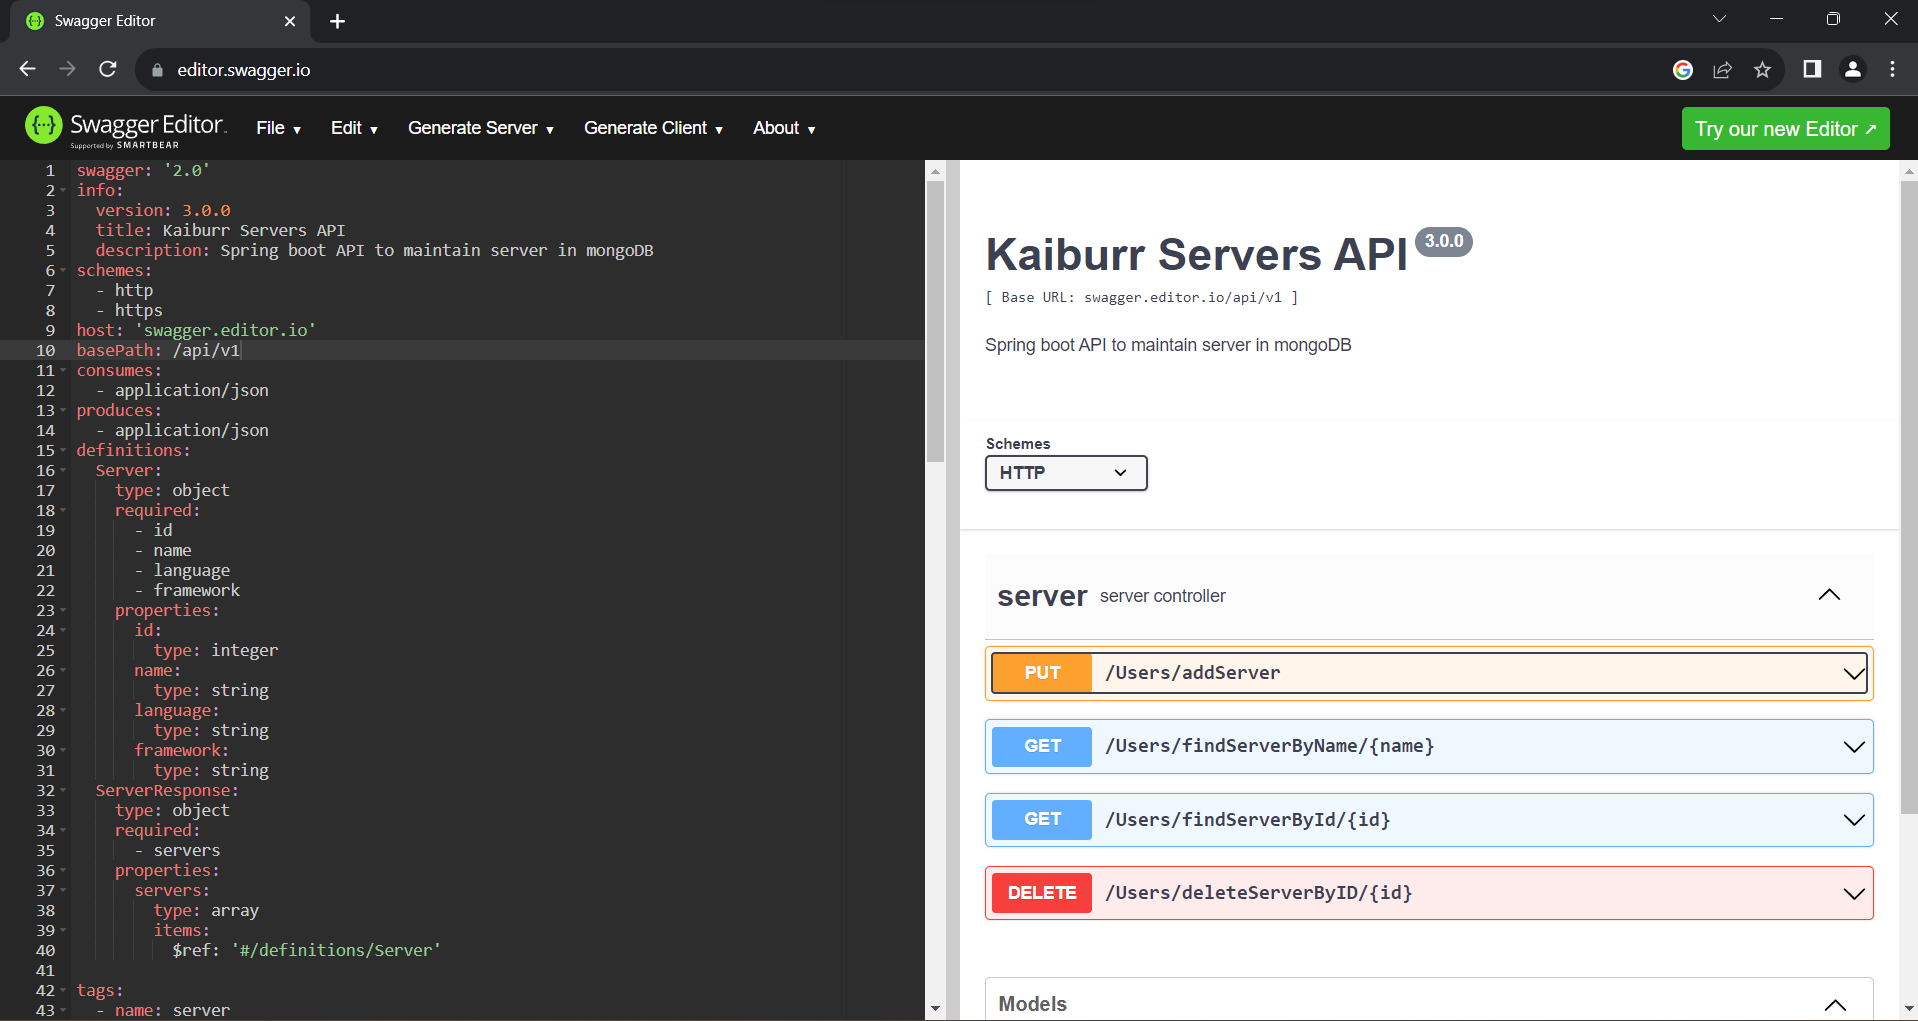 Swagger Editor
editor.swagger.io
Swagger Editor.
Supported by SMARTBEAR
File
Edit
Generate Server
Generate Client
About
Try our new Editor ↗
1 swagger: '2.0'
2 info:
3 version: 3.0.0
4 title: Kaiburr Servers API
5 description: Spring boot API to maintain server in mongoDB
6 schemes:
7 - http
8 - https
9 host: 'swagger.editor.io'
10 basePath: /api/v1
11 consumes:
12 - application/json
13 produces:
14 - application/json
15 definitions:
16 Server:
17 type: object
18 required:
19 - id
20 - name
21 - language
22 - framework
23 properties:
24 id:
25 type: integer
26 name:
27 type: string
28 language:
29 type: string
30 framework:
31 type: string
32 ServerResponse:
33 type: object
34 required:
35 - servers
36 properties:
37 servers:
38 type: array
39 items:
40 $ref: '#/definitions/Server'
41
42 tags:
43 - name: server
Kaiburr Servers API 3.0.0
[ Base URL: swagger.editor.io/api/v1 ]
Spring boot API to maintain server in mongoDB
Schemes
HTTP
server server controller
PUT /Users/addServer
GET /Users/findServerByName/{name}
GET /Users/findServerById/{id}
DELETE /Users/deleteServerByID/{id}
Models